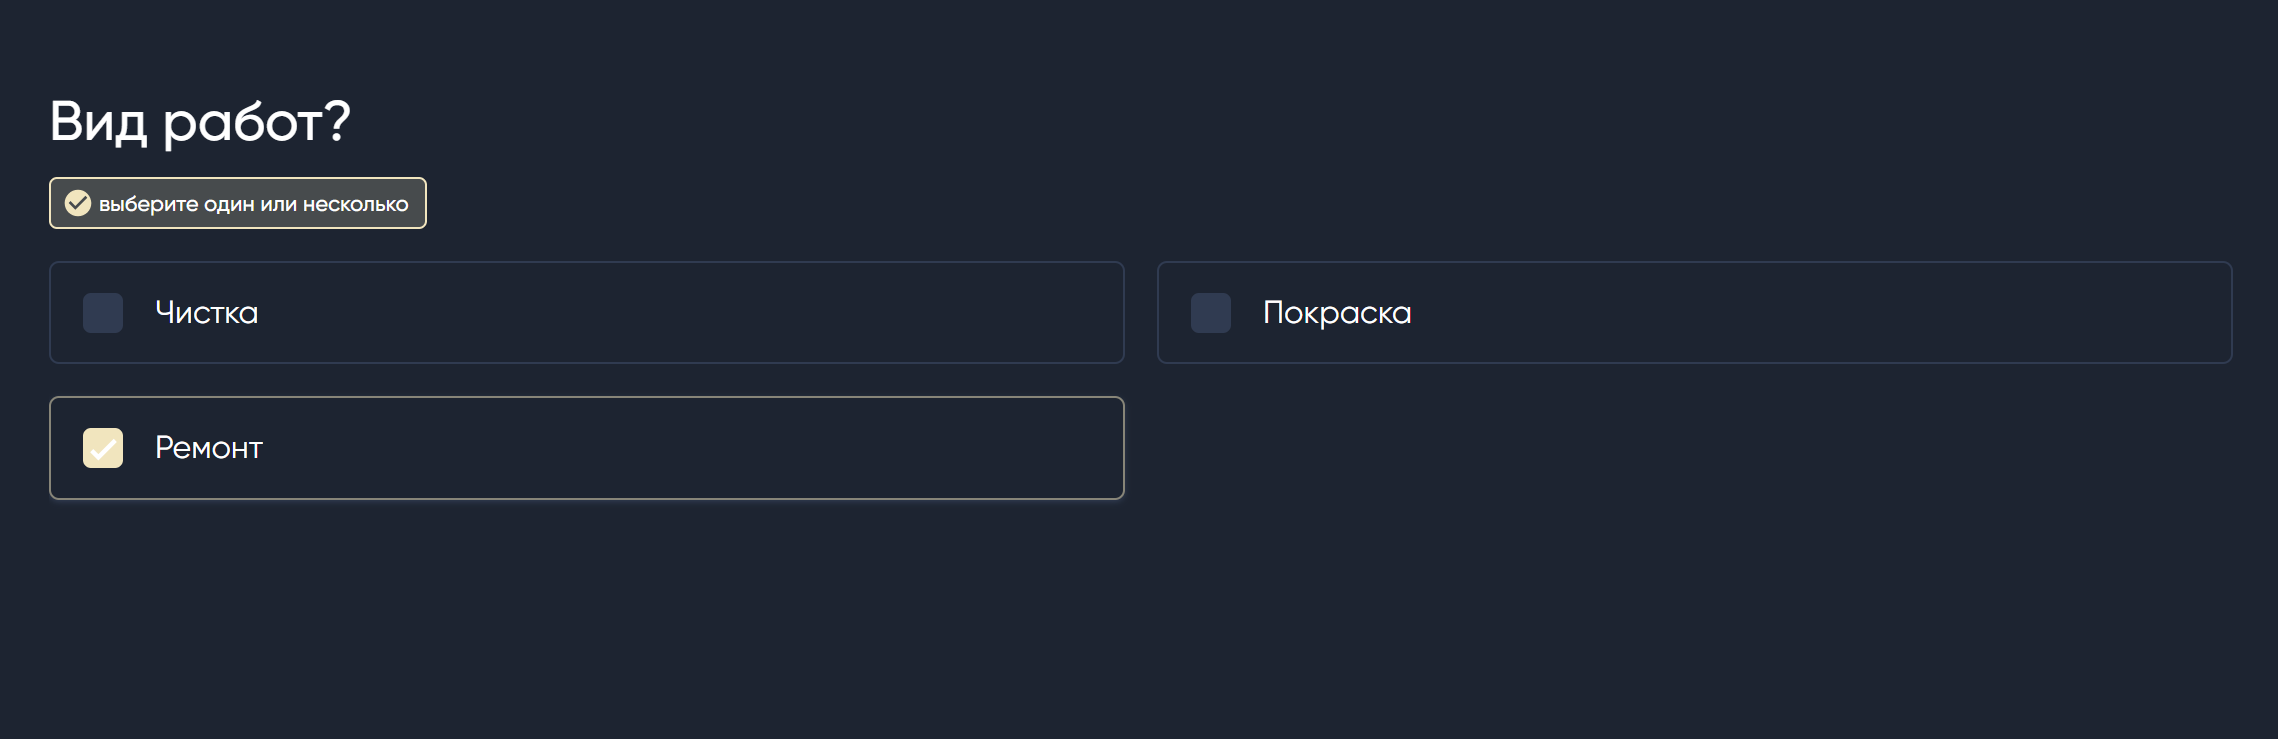 Вид работ?
выберите один или несколько
Чистка
Покраска
Ремонт